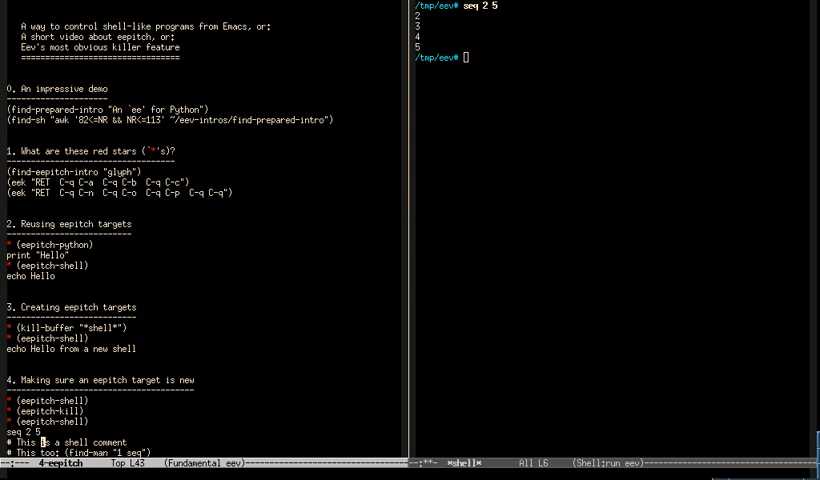 A way to control shell-like programs from Emacs, or:
A short video about eepitch, or:
Eev's most obvious killer feature
================================
0. An impressive demo
--------------------
(find-prepared-intro "An `ee' for Python")
(find-sh "awk '82<=NR && NR<=113' ~/eev-intros/find-prepared-intro")
1. What are these red stars (`*'s)?
----------------------------------
(find-eepitch-intro "glyph")
(eek "RET  C-q C-a  C-q C-b  C-q C-c")
(eek "RET  C-q C-n  C-q C-o  C-q C-p  C-q C-q")
2. Reusing eepitch targets
-------------------------
* (eepitch-python)
print "Hello"
* (eepitch-shell)
echo Hello
3. Creating eepitch targets
--------------------------
* (kill-buffer "*shell*")
* (eepitch-shell)
echo Hello from a new shell
4. Making sure an eepitch target is new
--------------------------------------
* (eepitch-shell)
* (eepitch-kill)
* (eepitch-shell)
seq 2 5
# This is a shell comment
# This too: (find-man "1 seq")
--:---  4-eepitch      Top L43    (Fundamental eev)
/tmp/eev# seq 2 5
2
3
4
5
/tmp/eev#
--:**-  *shell*        All L6     (Shell:run eev)